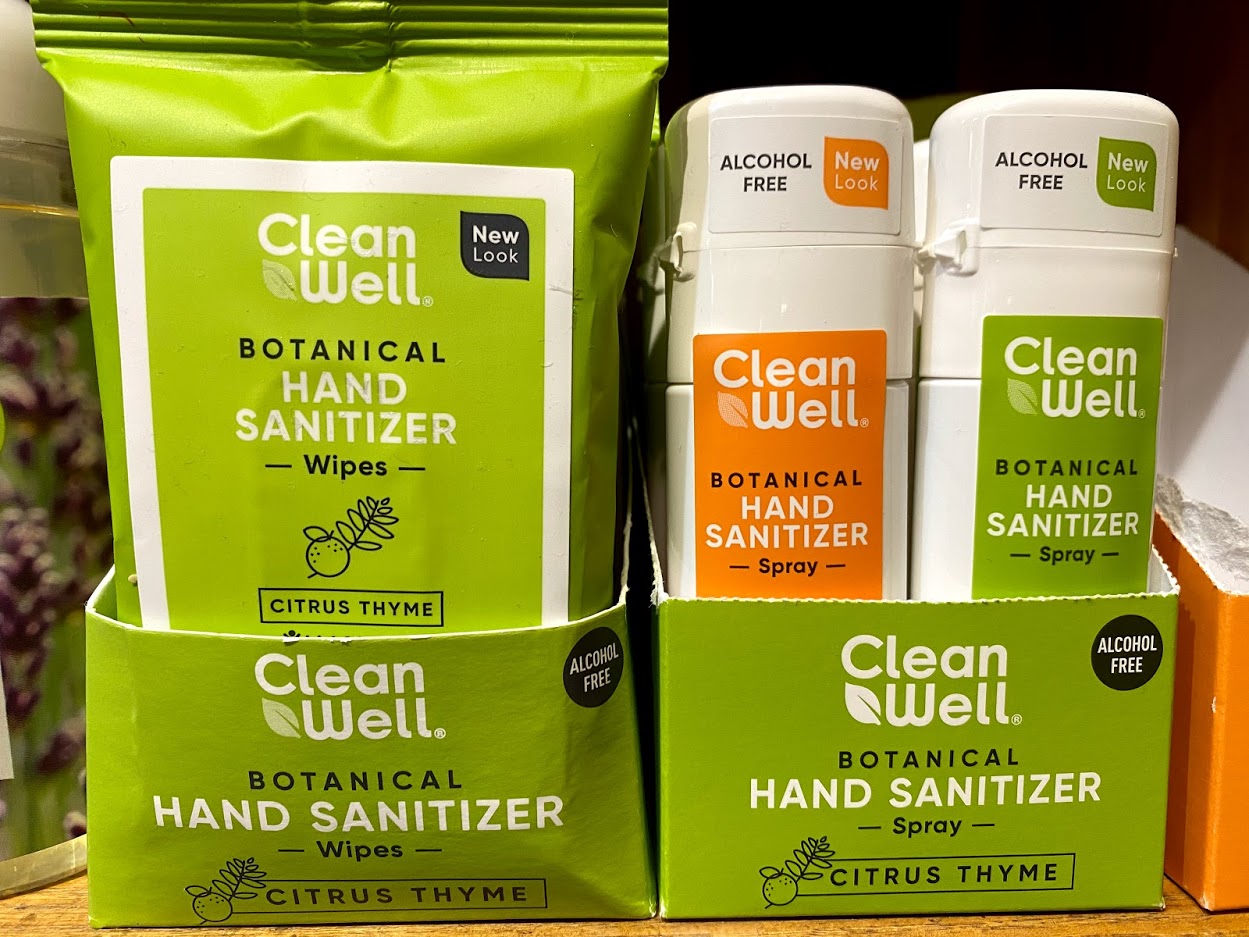 Clean
Well®
New
Look
BOTANICAL
HAND
SANITIZER
— Wipes —
CITRUS THYME
Clean
Well®
ALCOHOL
FREE
BOTANICAL
HAND SANITIZER
— Wipes —
CITRUS THYME
ALCOHOL
FREE
New
Look
Clean
Well®
BOTANICAL
HAND
SANITIZER
— Spray —
ALCOHOL
FREE
New
Look
Clean
Well®
BOTANICAL
HAND
SANITIZER
— Spray —
Clean
Well®
ALCOHOL
FREE
BOTANICAL
HAND SANITIZER
— Spray —
CITRUS THYME